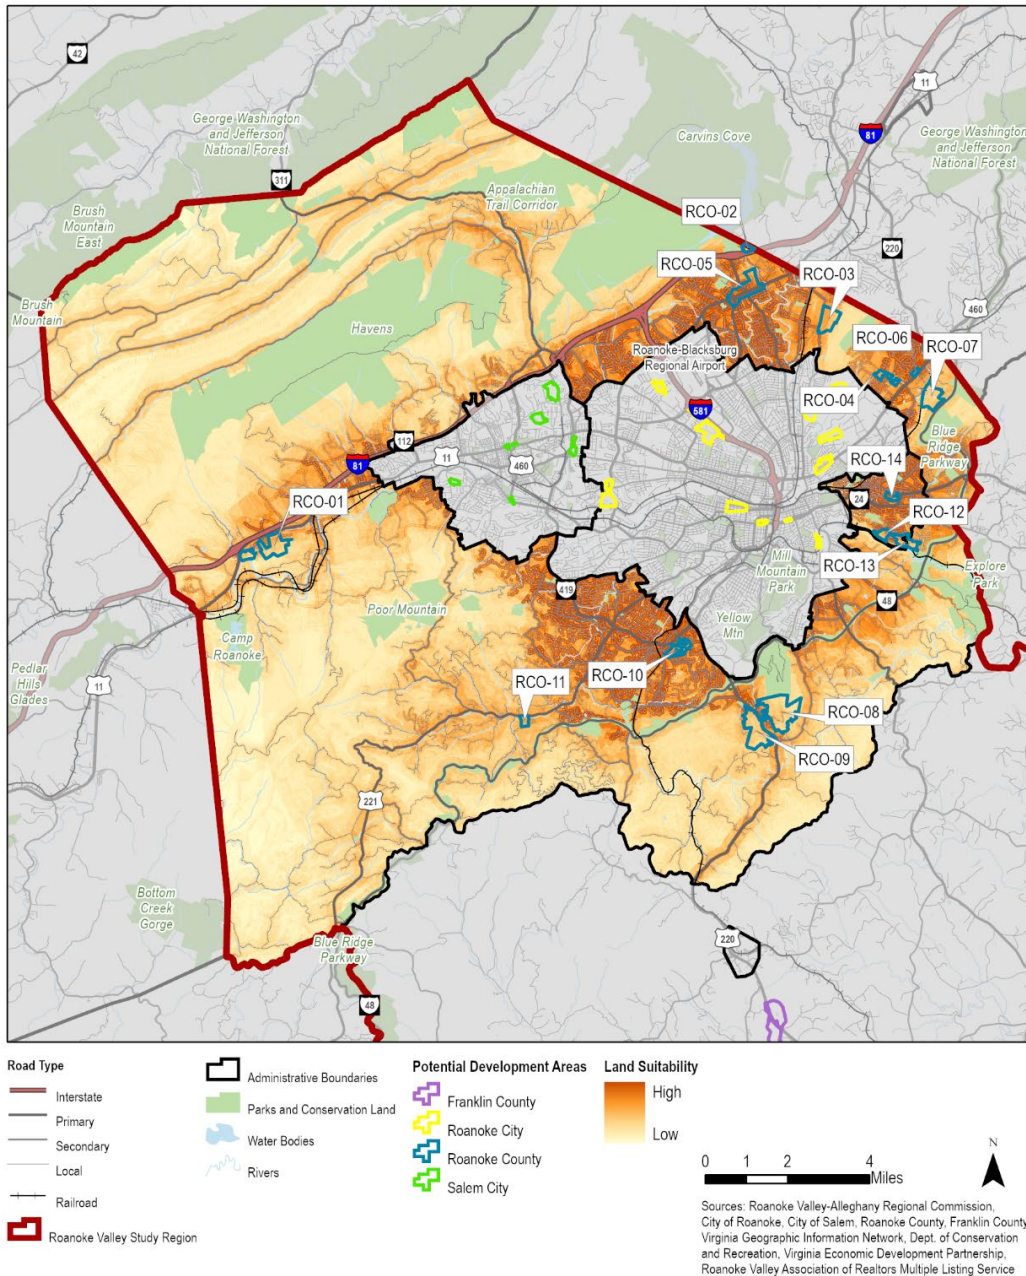 42
11
George Washington
and Jefferson
National Forest
Carvins Cove
81
George Washington
and Jefferson
National Forest
311
Appalachian
Trail Corridor
Brush
Mountain
East
RCO-02
220
RCO-05
RCO-03
Brush
Mountain
460
Havens
RCO-06
RCO-07
Roanoke-Blacksburg
Regional Airport
RCO-04
581
Blue
Ridge
Parkway
112
11
81
460
RCO-14
RCO-01
24
RCO-12
RCO-13
Mill
Mountain
Park
Explore
Park
419
48
Poor Mountain
Yellow
Mtn
Camp
Roanoke
Pedlar
Hills
Glades
11
RCO-10
RCO-11
RCO-08
RCO-09
221
Bottom
Creek
Gorge
Blue Ridge
Parkway
220
48
Road Type
Interstate
Primary
Secondary
Local
Railroad
Roanoke Valley Study Region
Administrative Boundaries
Parks and Conservation Land
Water Bodies
Rivers
Potential Development Areas
Franklin County
Roanoke City
Roanoke County
Salem City
Land Suitability
High
Low
N
0 1 2 4
Miles
Sources: Roanoke Valley-Alleghany Regional Commission,
City of Roanoke, City of Salem, Roanoke County, Franklin County
Virginia Geographic Information Network, Dept. of Conservation
and Recreation, Virginia Economic Development Partnership,
Roanoke Valley Association of Realtors Multiple Listing Service